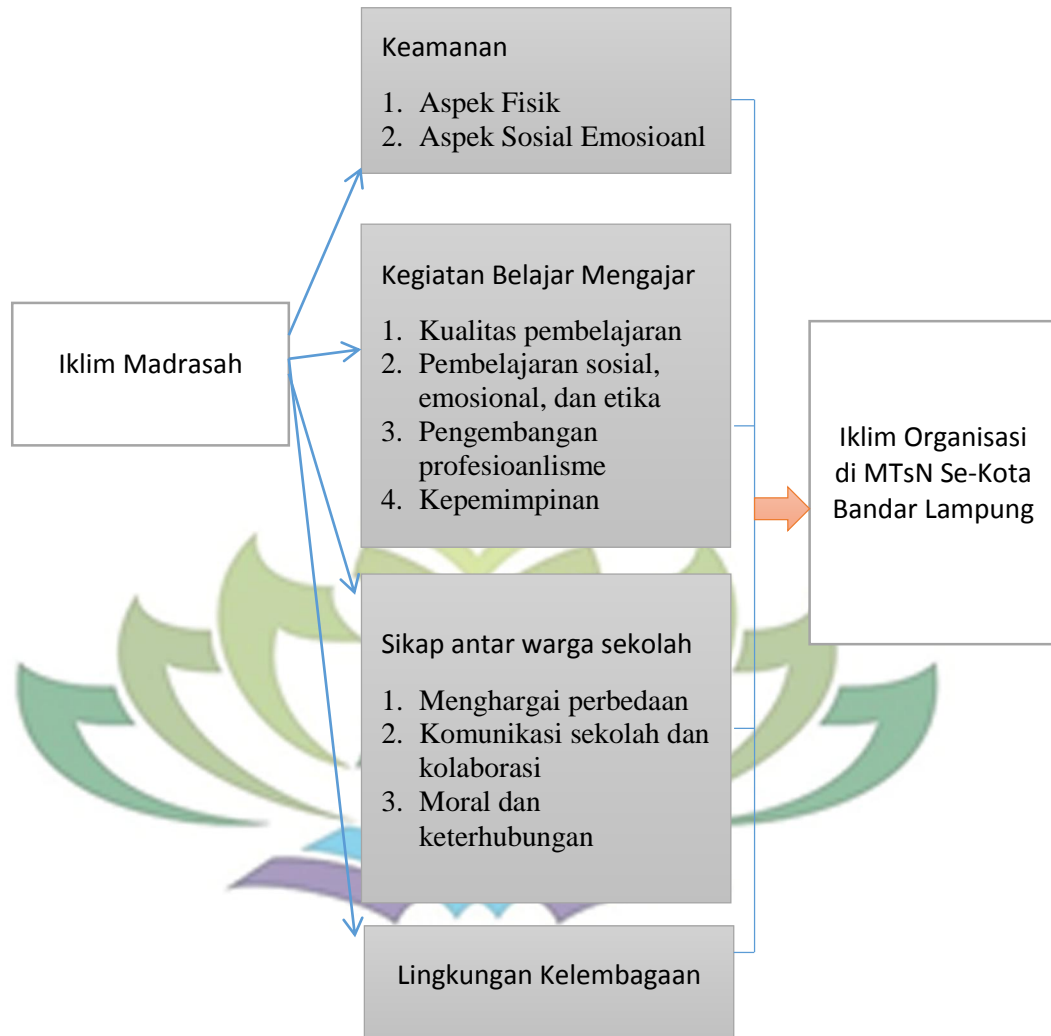 Keamanan
1. Aspek Fisik
2. Aspek Sosial Emosioanl
Kegiatan Belajar Mengajar
1. Kualitas pembelajaran
2. Pembelajaran sosial,
emosional, dan etika
3. Pengembangan
profesioanlisme
4. Kepemimpinan
Iklim Madrasah
Sikap antar warga sekolah
1. Menghargai perbedaan
2. Komunikasi sekolah dan
kolaborasi
3. Moral dan
keterhubungan
Lingkungan Kelembagaan
Iklim Organisasi
di MTsN Se-Kota
Bandar Lampung